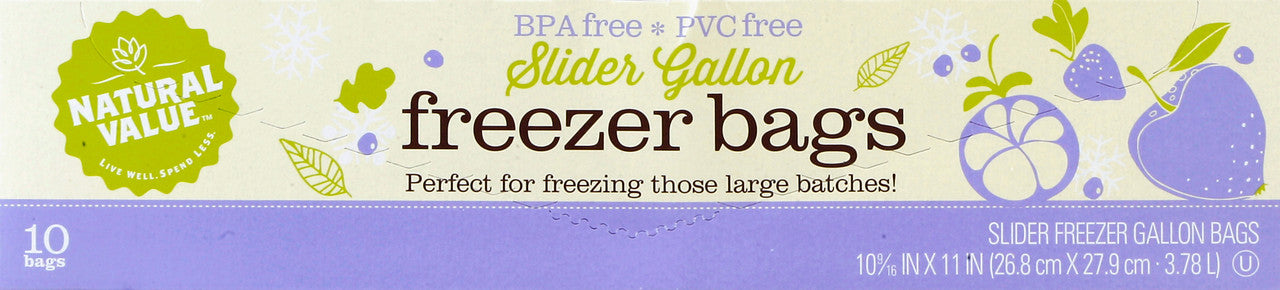 NATURAL
VALUE™
LIVE WELL. SPEND LESS.
BPA free * PVC free
Slider Gallon
freezer bags
Perfect for freezing those large batches!
10
bags
SLIDER FREEZER GALLON BAGS
10 9/16 IN X 11 IN (26.8 cm X 27.9 cm · 3.78 L) U